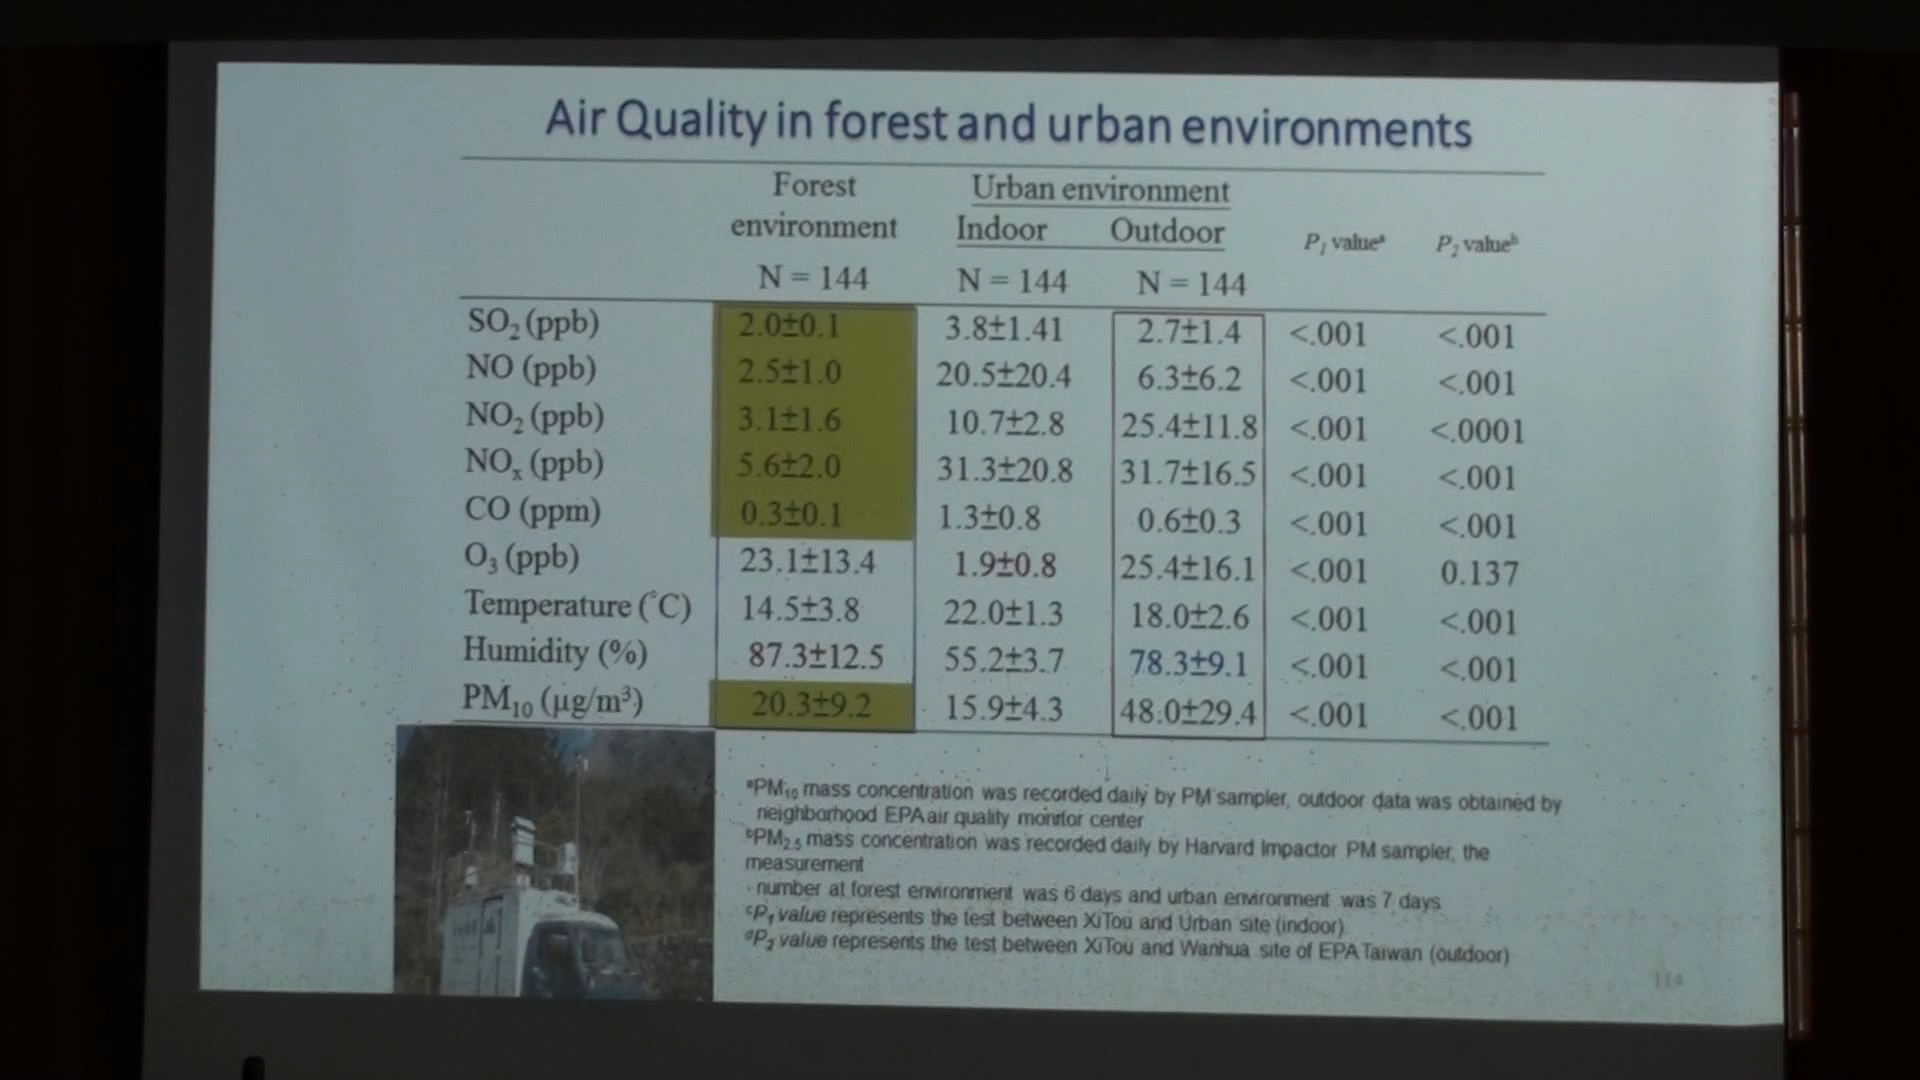 Air Quality in forest and urban environments
Forest environment Urban environment
Indoor Outdoor P1 valueª P2 valueᵇ
N = 144 N = 144 N = 144
SO₂ (ppb) 2.0±0.1 3.8±1.41 2.7±1.4 <.001 <.001
NO (ppb) 2.5±1.0 20.5±20.4 6.3±6.2 <.001 <.001
NO₂ (ppb) 3.1±1.6 10.7±2.8 25.4±11.8 <.001 <.0001
NOₓ (ppb) 5.6±2.0 31.3±20.8 31.7±16.5 <.001 <.001
CO (ppm) 0.3±0.1 1.3±0.8 0.6±0.3 <.001 <.001
O₃ (ppb) 23.1±13.4 1.9±0.8 25.4±16.1 <.001 0.137
Temperature (˚C) 14.5±3.8 22.0±1.3 18.0±2.6 <.001 <.001
Humidity (%) 87.3±12.5 55.2±3.7 78.3±9.1 <.001 <.001
PM₁₀ (µg/m³) 20.3±9.2 15.9±4.3 48.0±29.4 <.001 <.001
ªPM₁₀ mass concentration was recorded daily by PM sampler, outdoor data was obtained by
neighborhood EPA air quality monitor center
ᵇPM₂.₅ mass concentration was recorded daily by Harvard Impactor PM sampler, the
measurement
number at forest environment was 6 days and urban environment was 7 days
ᶜP₁ value represents the test between XiTou and Urban site (indoor)
ᵈP₂ value represents the test between XiTou and Wanhua site of EPA Taiwan (outdoor)
114